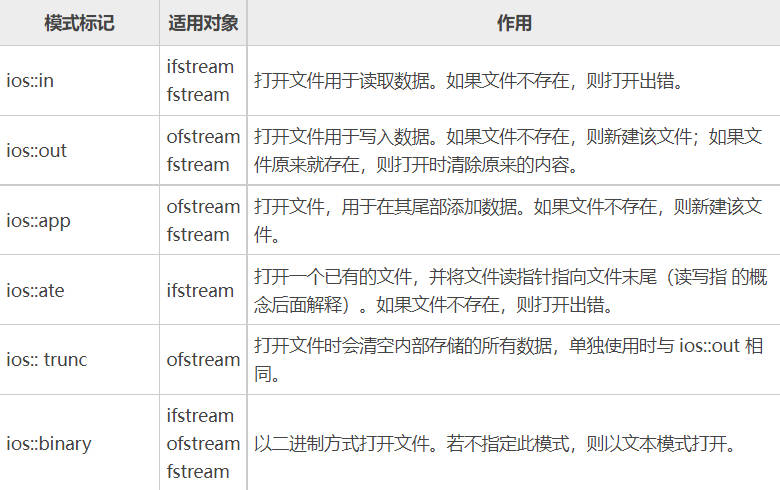 模式标记 适用对象 作用
ios::in
ifstream
fstream
打开文件用于读取数据。如果文件不存在，则打开出错。
ios::out
ofstream
fstream
打开文件用于写入数据。如果文件不存在，则新建该文件；如果文
件原来就存在，则打开时清除原来的内容。
ios::app
ofstream
fstream
打开文件，用于在其尾部添加数据。如果文件不存在，则新建该文
件。
ios::ate
ifstream
打开一个已有的文件，并将文件读指针指向文件末尾（读写指 的概
念后面解释）。如果文件不存在，则打开出错。
ios:: trunc
ofstream
打开文件时会清空内部存储的所有数据，单独使用时与 ios::out 相
同。
ios::binary
ifstream
ofstream
fstream
以二进制方式打开文件。若不指定此模式，则以文本模式打开。